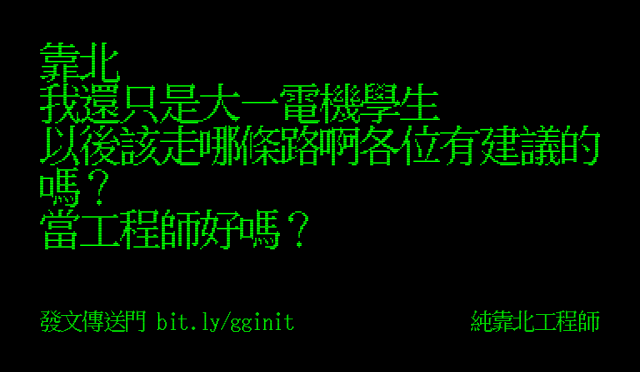 靠北
我還只是大一電機學生
以後該走哪條路啊各位有建議的
嗎？
當工程師好嗎？
發文傳送門 bit.ly/gginit
純靠北工程師